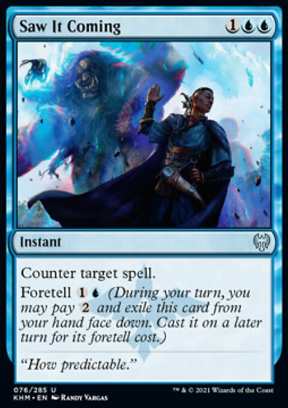 Saw It Coming 1
Instant
Counter target spell.
Foretell 1 (During your turn, you
may pay 2 and exile this card from
your hand face down. Cast it on a later
turn for its foretell cost.)
"How predictable."
076/285 U
KHM • EN RANDY VARGAS
™ & © 2021 Wizards of the Coast